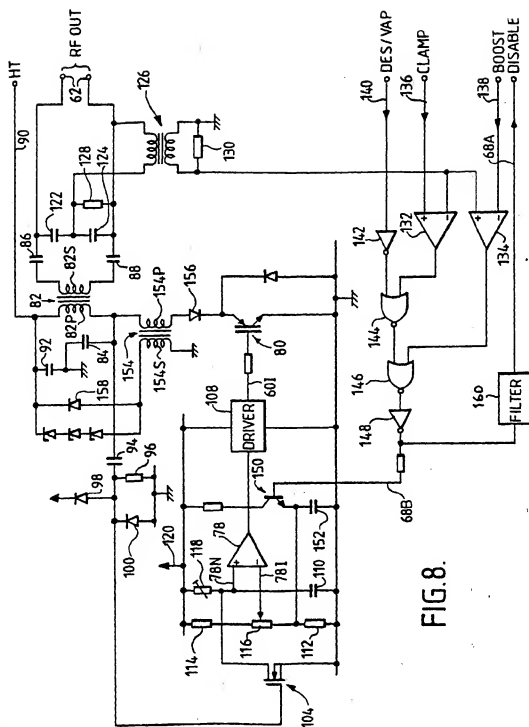 HT
90
RF OUT
62
126
DES/VAP
140
CLAMP
136
BOOST
138
DISABLE
68A
122
128
124
130
86
88
82
82S
82P
92
84
158
154
154P
154S
156
80
94
96
98
100
60I
108
DRIVER
120
118
78N
78
78I
150
152
110
114
116
112
104
142
132
134
144
146
148
160
FILTER
68B
+
-
+
-
+
-
FIG.8.